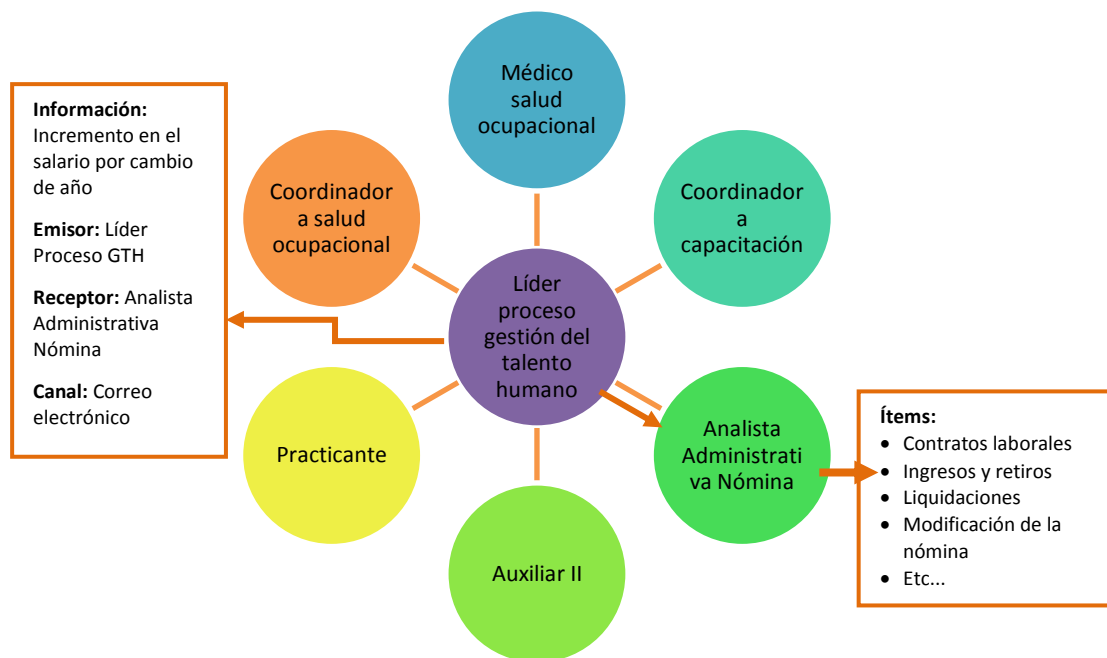 Médico
salud
ocupacional
Información:
Incremento en el
salario por cambio
de año
Emisor: Líder
Proceso GTH
Receptor: Analista
Administrativa
Nómina
Canal: Correo
electrónico
Coordinador
a salud
ocupacional
Coordinador
a
capacitación
Líder
proceso
gestión del
talento
humano
Practicante
Analista
Administrati
va Nómina
Auxiliar II
Ítems:
• Contratos laborales
• Ingresos y retiros
• Liquidaciones
• Modificación de la
nómina
• Etc...